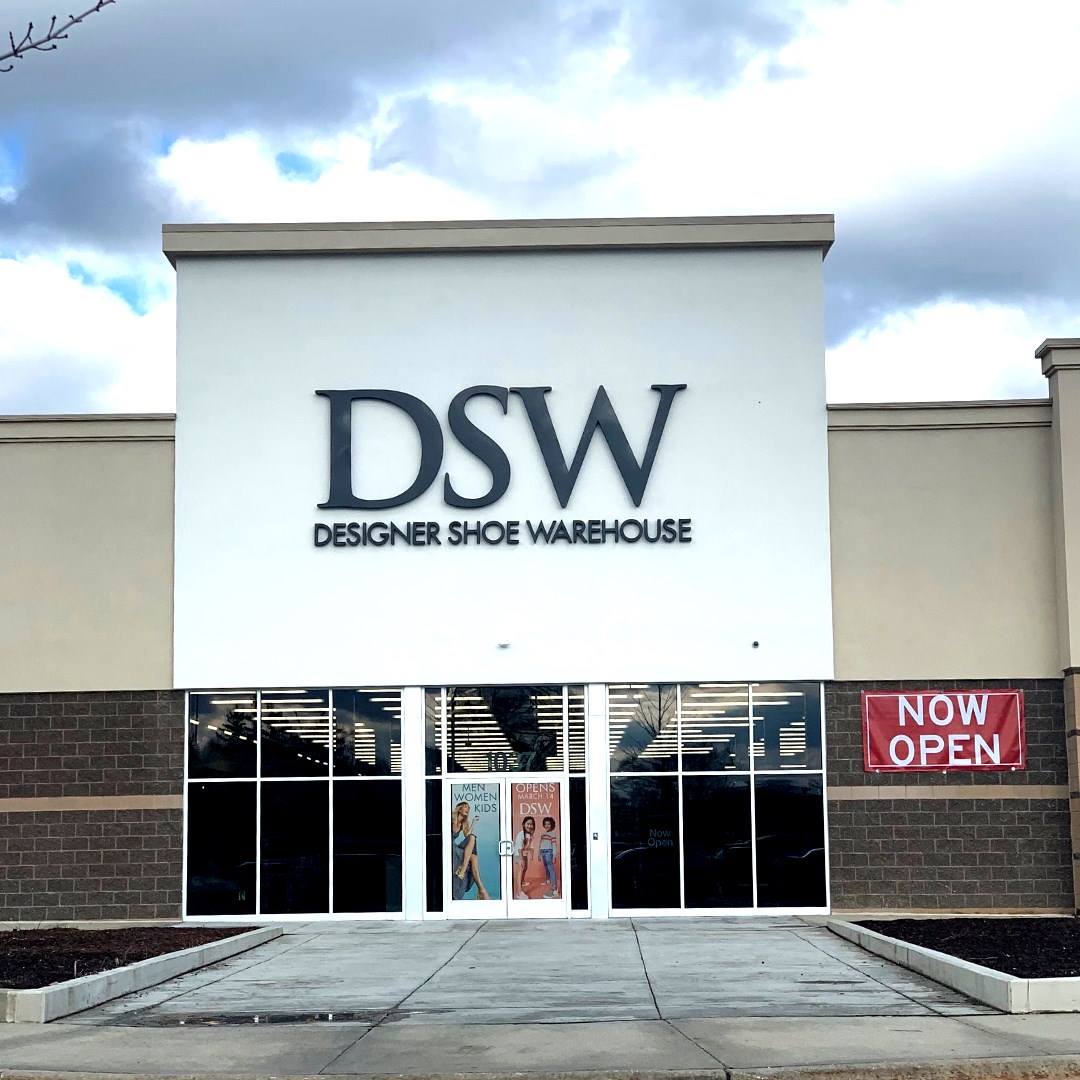 DSW
DESIGNER SHOE WAREHOUSE
NOW
OPEN
MEN
WOMEN
KIDS
OPENS
MARCH 14
DSW
Now
Open